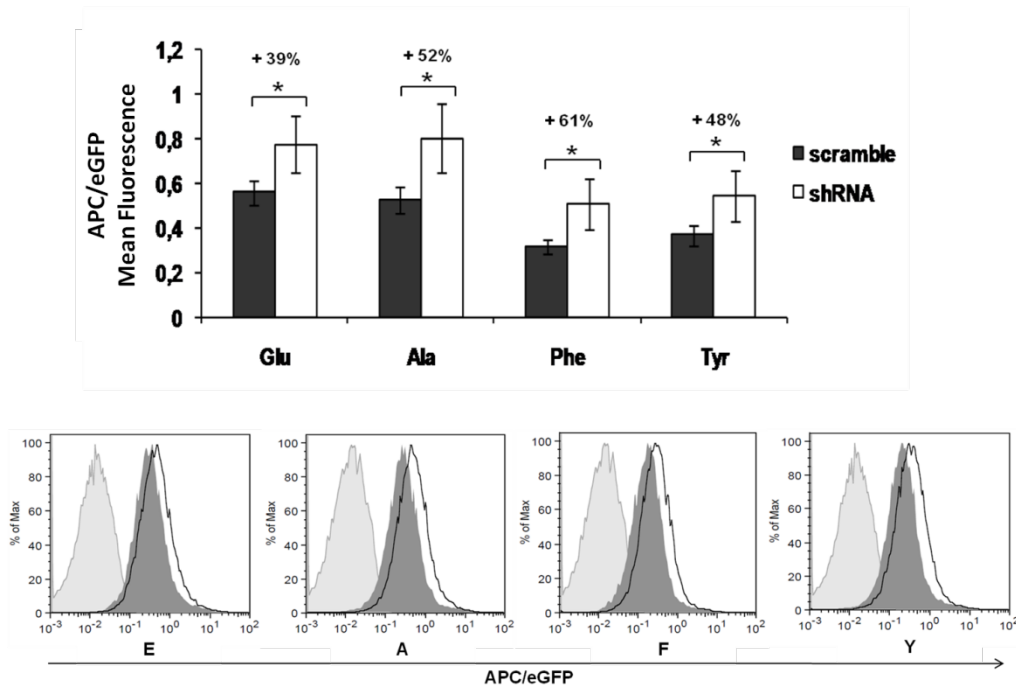 APC/eGFP
Mean Fluorescence
1,2
1
0,8
0,6
0,4
0,2
0
+ 39%
*
+ 52%
*
+ 61%
*
+ 48%
*
scramble
shRNA
Glu Ala Phe Tyr
% of Max
100
80
60
40
20
0
10-3 10-2 10-1 100 101 102
E
% of Max
100
80
60
40
20
0
10-3 10-2 10-1 100 101 102
A
% of Max
100
80
60
40
20
0
10-3 10-2 10-1 100 101 102
F
% of Max
100
80
60
40
20
0
10-3 10-2 10-1 100 101 102
Y
APC/eGFP